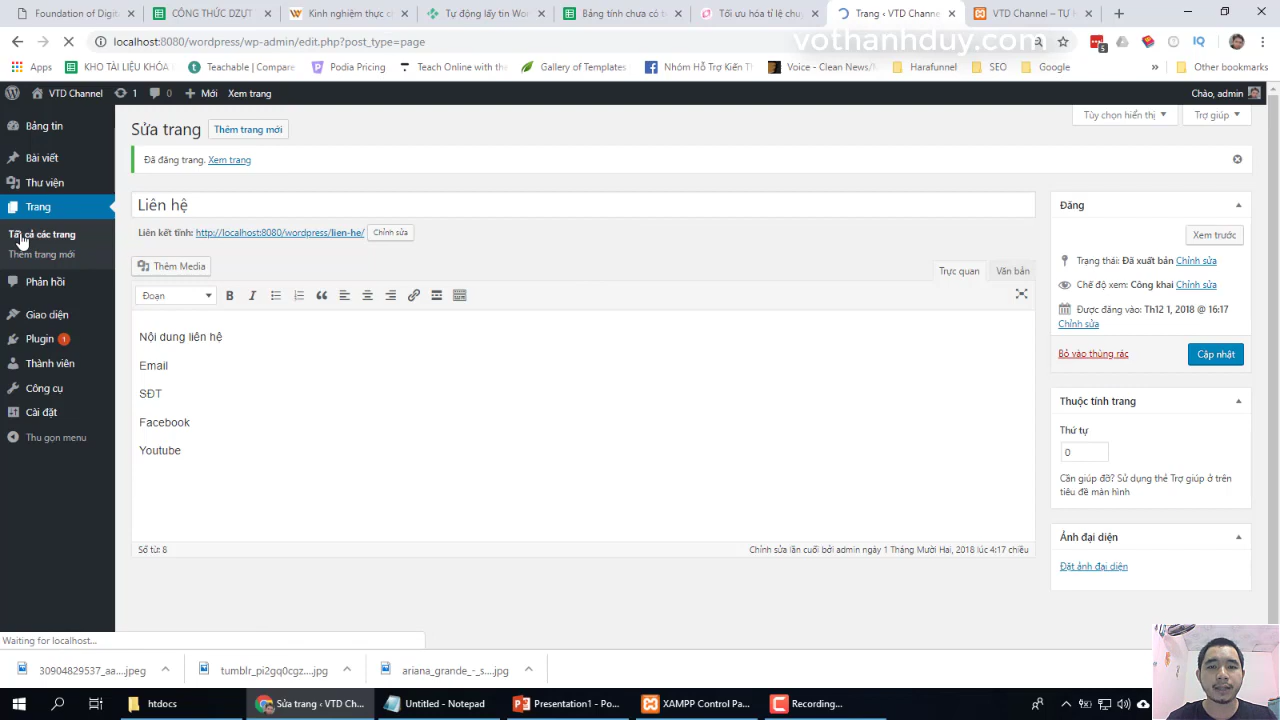 Foundation of Digital
CÔNG THỨC DZỰT
Kinh nghiệm thực c
Tự động lấy tin Wor
Bảng tính chưa có t
Tối ưu hóa tỉ lệ chuy
Trang ‹ VTD Channel
VTD Channel – TỰ
localhost:8080/wordpress/wp-admin/edit.php?post_type=page
vothanhduy.com
5
IQ
Apps
KHO TÀI LIỆU KHÓA
Teachable - Compar
Podia Pricing
Teach Online with the
Gallery of Templates
Nhóm Hỗ Trợ Kiến T
Voice - Clean Record
Harafunnel
SEO
Google
»
Other bookmarks
VTD Channel
1
0
+ Mới
Xem trang
Chào, admin
Bảng tin
Bài viết
Thư viện
Trang
Tất cả các trang
Thêm trang mới
Phản hồi
Giao diện
Plugin 1
Thành viên
Công cụ
Cài đặt
Thu gọn menu
Tùy chọn hiển thị
Trợ giúp
Sửa trang
Thêm trang mới
Đã đăng trang. Xem trang
Liên hệ
Liên kết tĩnh: http://localhost:8080/wordpress/lien-he/
Chỉnh sửa
Thêm Media
Trực quan
Văn bản
Đoạn
B
I
Nội dung liên hệ
Email
SĐT
Facebook
Youtube
Số từ: 8
Chỉnh sửa lần cuối bởi admin ngày 1 Tháng Mười Hai, 2018 lúc 4:17 chiều
Đăng
Xem trước
Trạng thái: Đã xuất bản Chỉnh sửa
Chế độ xem: Công khai Chỉnh sửa
Được đăng vào: Th12 1, 2018 @ 16:17
Chỉnh sửa
Bỏ vào thùng rác
Cập nhật
Thuộc tính trang
Thứ tự
0
Cần giúp đỡ? Sử dụng thẻ Trợ giúp ở trên
tiêu đề màn hình
Ảnh đại diện
Đặt ảnh đại diện
Waiting for localhost...
30904829537_aa....jpeg
tumblr_pi2gq0cgz....jpg
ariana_grande_-_s....jpg
htdocs
Sửa trang ‹ VTD Ch...
Untitled - Notepad
Presentation1 - Po...
XAMPP Control Pa...
Recording...